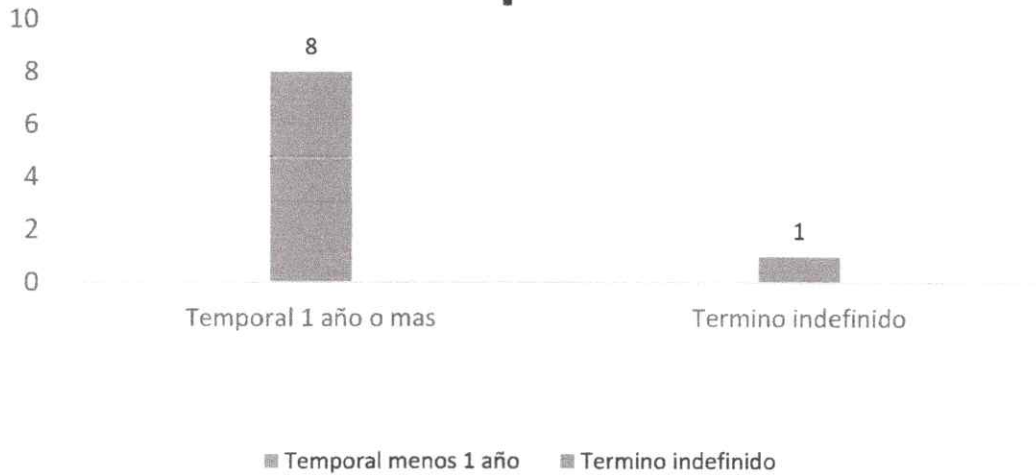 10
8
8
6
4
2
1
0
Temporal 1 año o mas
Termino indefinido
Temporal menos 1 año Termino indefinido